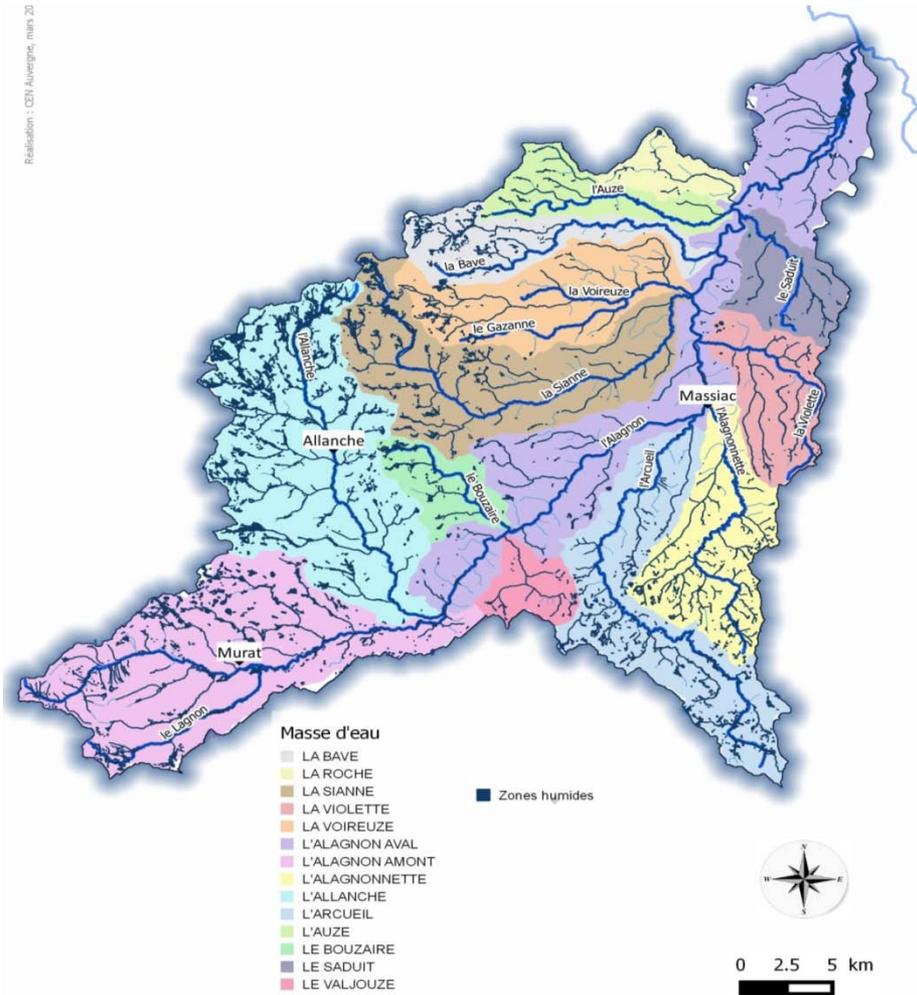 Réalisation : CEN Auvergne, mars 20
l'Auze
la Bave
la Voireuze
le Saduit
le Gazanne
l'Allanche
la Sianne
Massiac
la Violette
Allanche
l'Alagnon
l'Alagnonnette
l'Arcueil
le Bouzaire
Murat
le Lagnon
Masse d'eau
LA BAVE
LA ROCHE
LA SIANNE
LA VIOLETTE
LA VOIREUZE
L'ALAGNON AVAL
L'ALAGNON AMONT
L'ALAGNONNETTE
L'ALLANCHE
L'ARCUEIL
L'AUZE
LE BOUZAIRE
LE SADUIT
LE VALJOUZE
Zones humides
N
W E
S
0 2.5 5 km